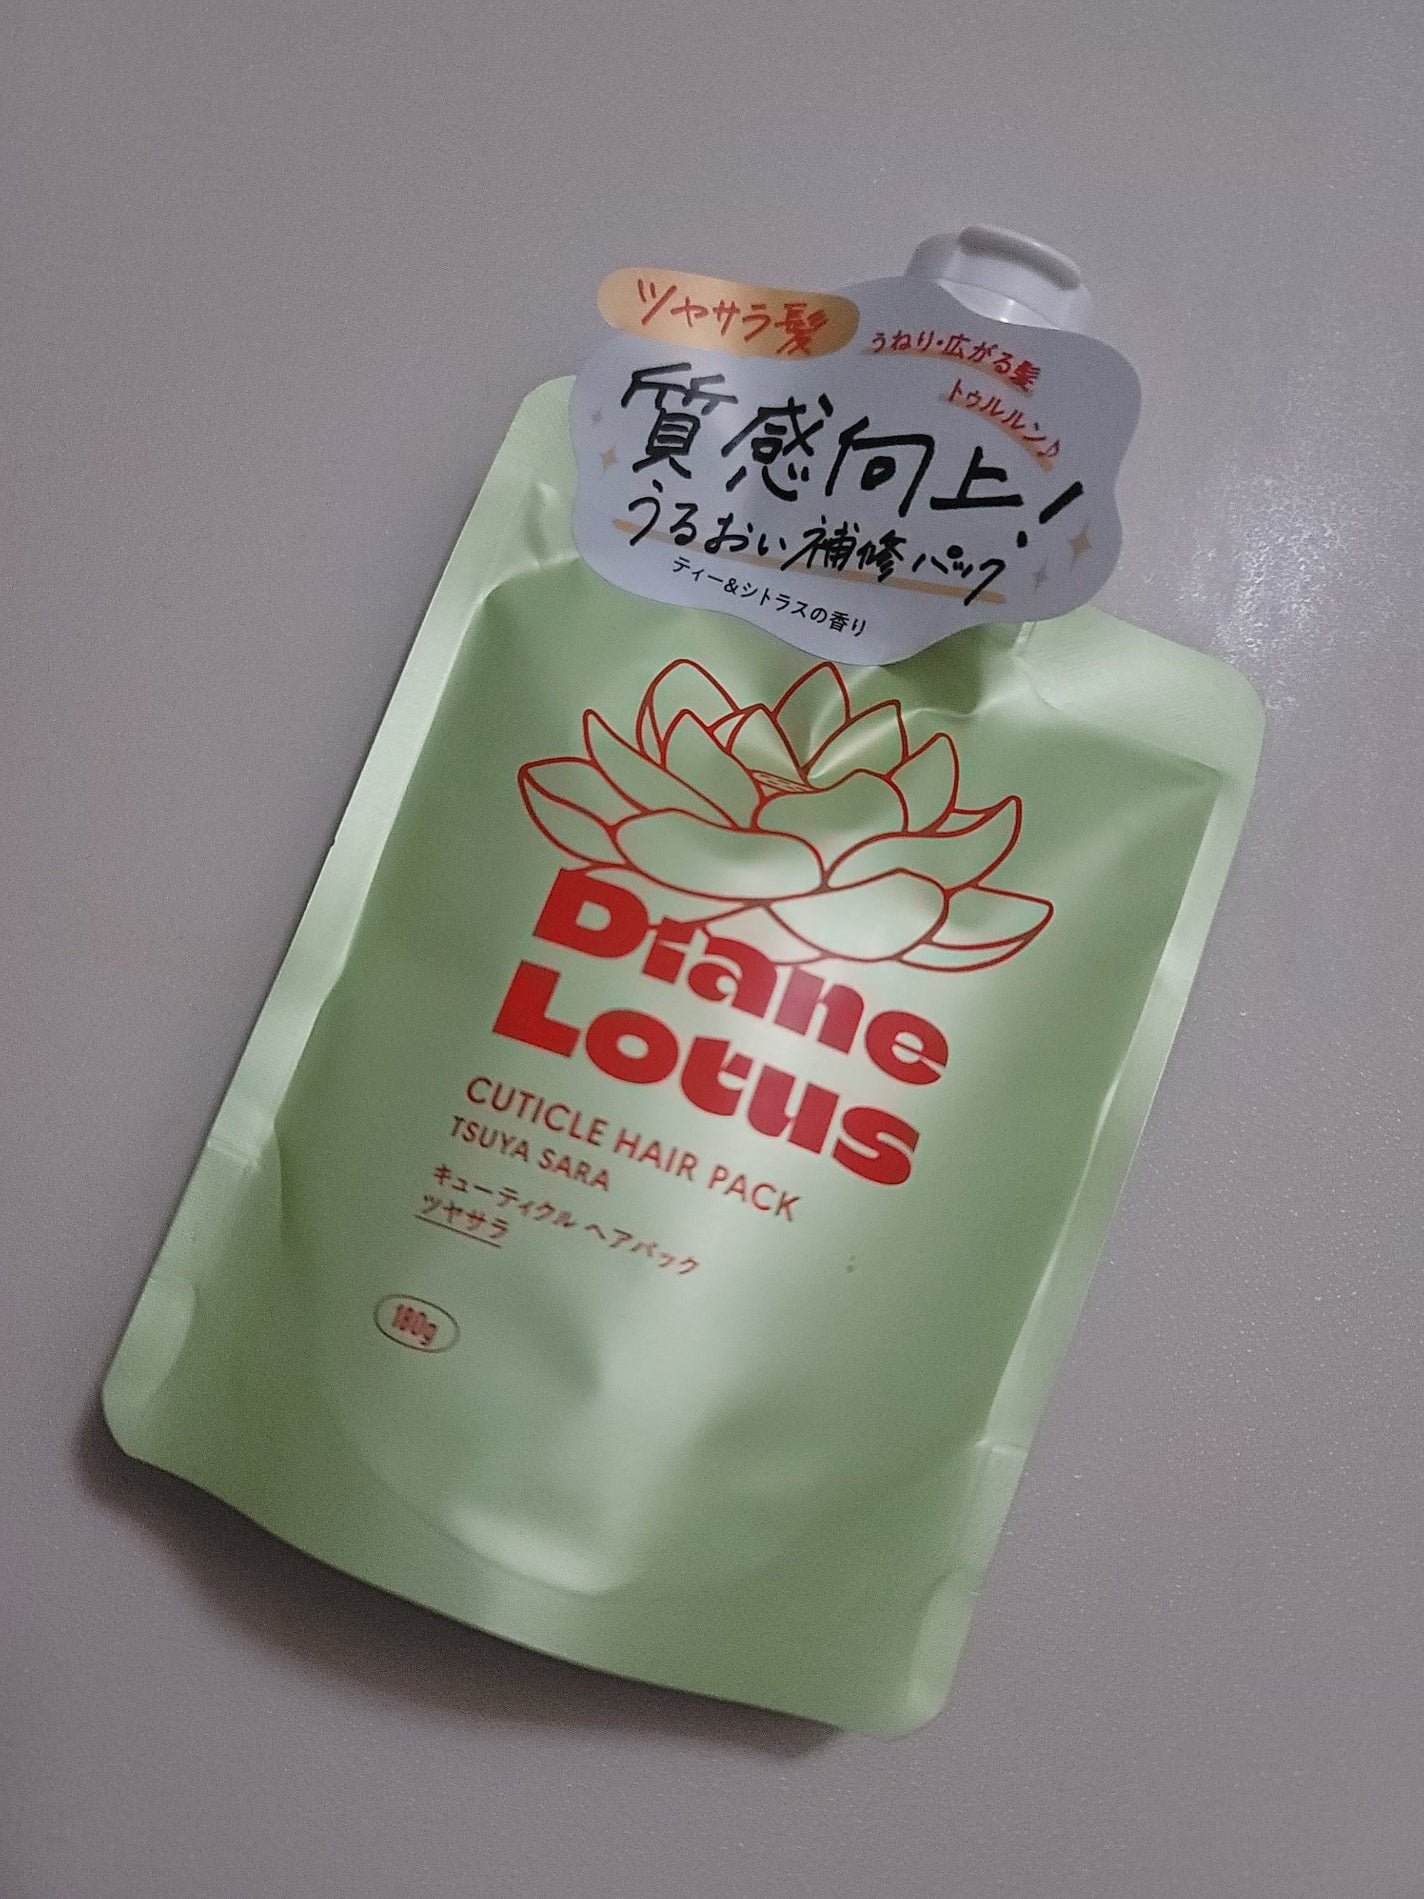 ツヤサラ髪
うねり・広がる髪
トゥルルン♪
質感向上!
うるおい補修パック
ティー&シトラスの香り
Diane
Lotus
CUTICLE HAIR PACK
TSUYA SARA
キューティクル ヘアパック
ツヤサラ
180g